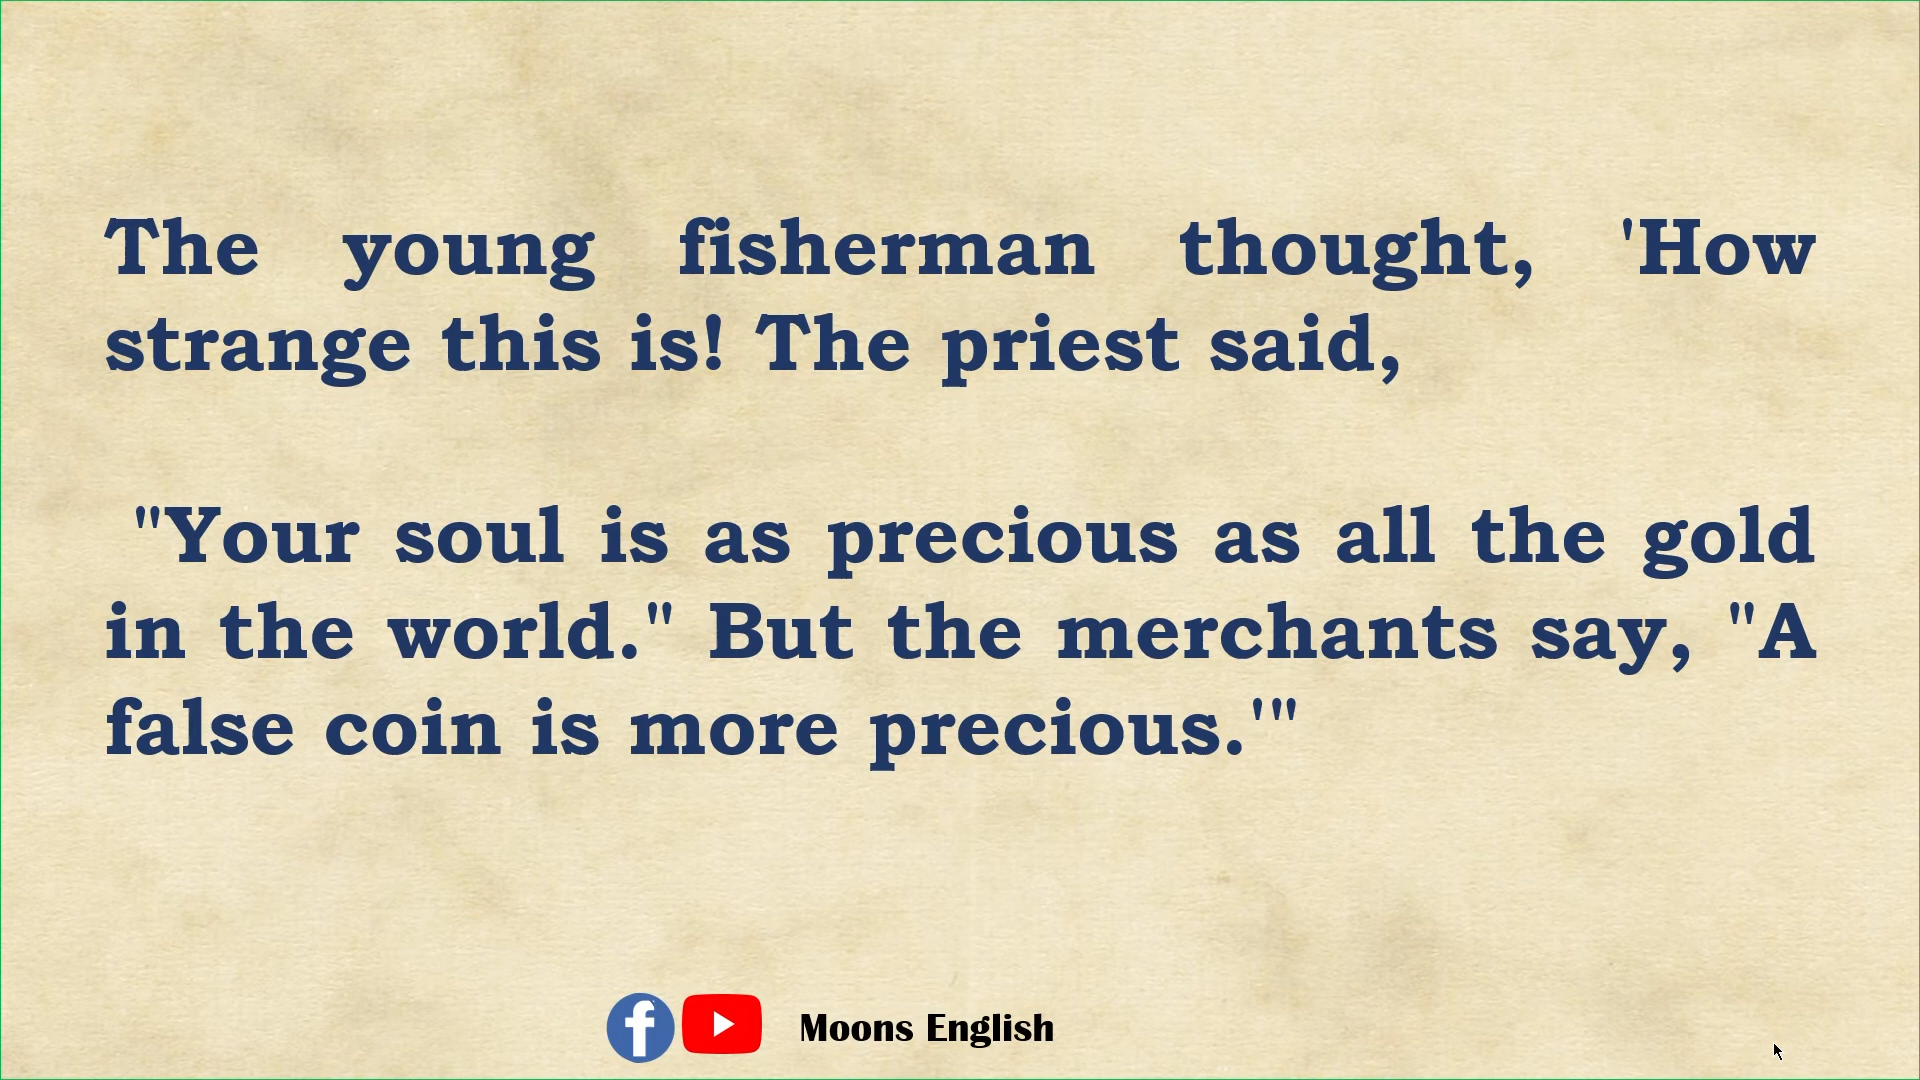 The young fisherman thought, 'How
strange this is! The priest said,
"Your soul is as precious as all the gold
in the world." But the merchants say, "A
false coin is more precious.'"
Moons English